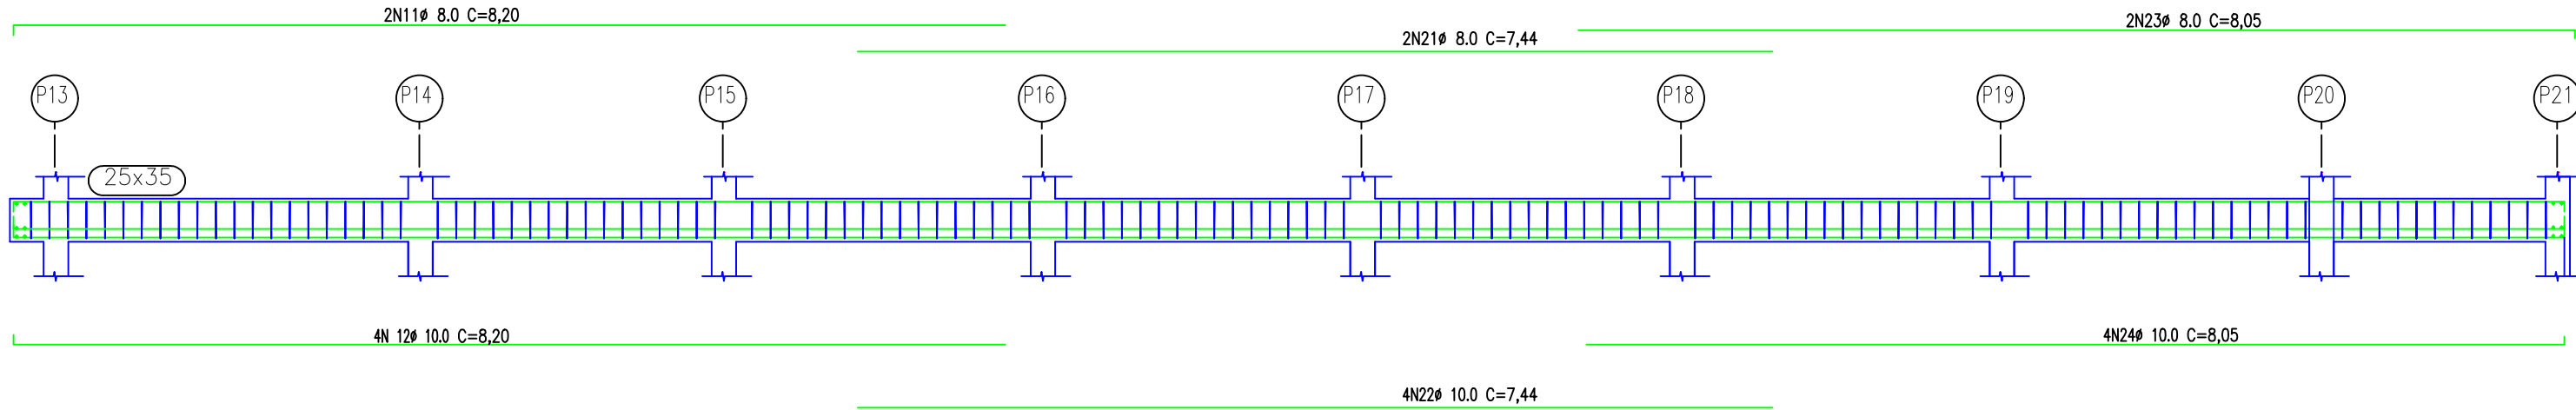 2N11ø 8.0 C=8,20
2N23ø 8.0 C=8,05
2N21ø 8.0 C=7,44
P13 P14 P15 P16 P17 P18 P19 P20 P21
25x35
4N 12ø 10.0 C=8,20
4N24ø 10.0 C=8,05
4N22ø 10.0 C=7,44